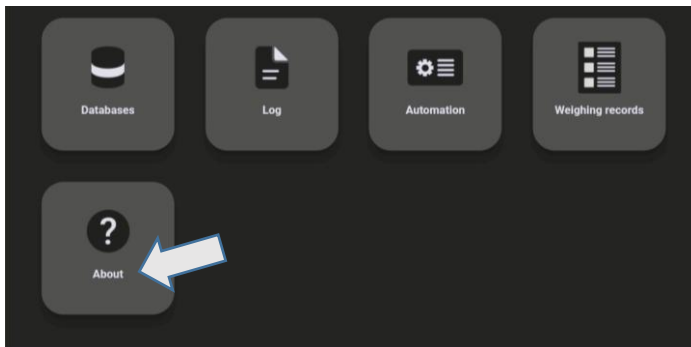 Databases
Log
Automation
Weighing records
?
About